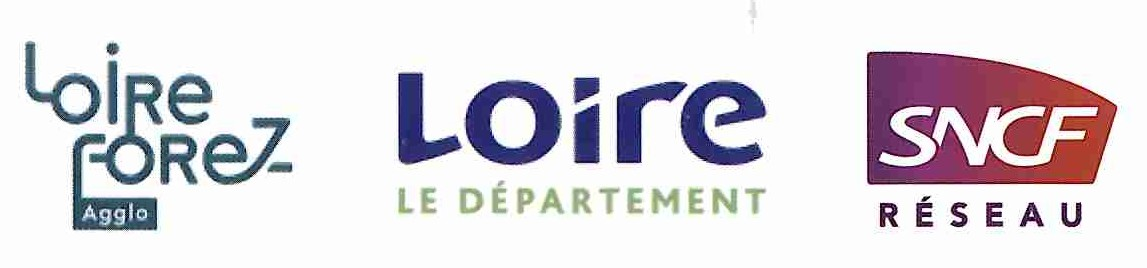 Loire
Forez
Agglo
Loire
LE DÉPARTEMENT
SNCF
RÉSEAU